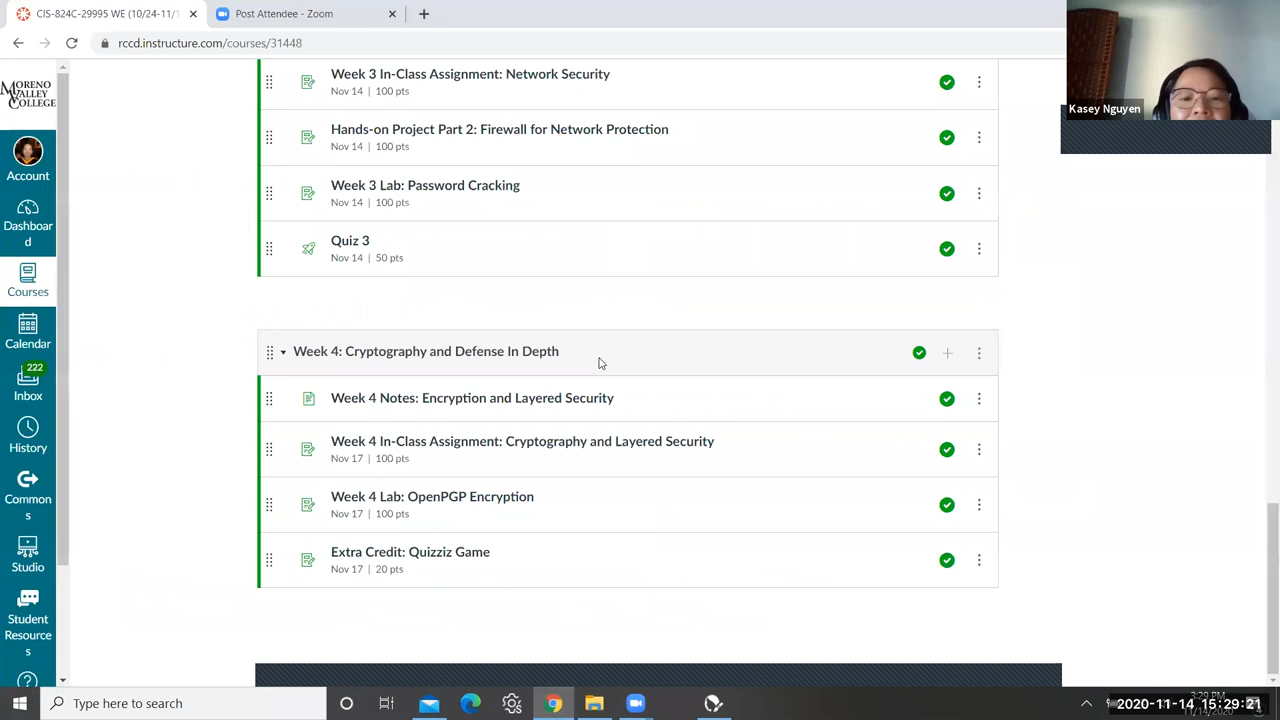 CIS-824C-29995 WE (10/24-11/1
Post Attendee - Zoom
rccd.instructure.com/courses/31448
Kasey Nguyen
MORENO
VALLEY
COLLEGE
Account
Dashboar
d
Courses
Calendar
222
Inbox
History
Common
s
Studio
Student
Resource
s
Week 3 In-Class Assignment: Network Security
Nov 14 | 100 pts
Hands-on Project Part 2: Firewall for Network Protection
Nov 14 | 100 pts
Week 3 Lab: Password Cracking
Nov 14 | 100 pts
Quiz 3
Nov 14 | 50 pts
Week 4: Cryptography and Defense In Depth
Week 4 Notes: Encryption and Layered Security
Week 4 In-Class Assignment: Cryptography and Layered Security
Nov 17 | 100 pts
Week 4 Lab: OpenPGP Encryption
Nov 17 | 100 pts
Extra Credit: Quizziz Game
Nov 17 | 20 pts
Type here to search
3:29 PM
2020-11-14 15:29:21